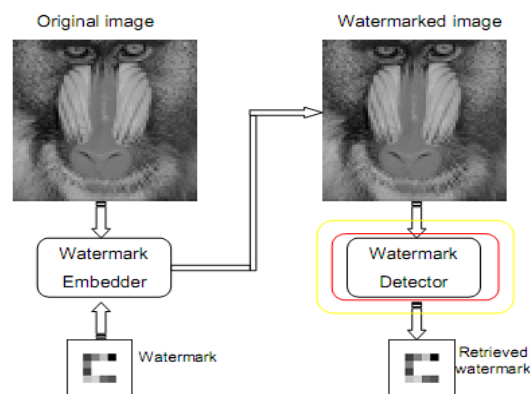 Original image
Watermarked image
Watermark
Embedder
Watermark
Detector
Watermark
Retrieved
watermark